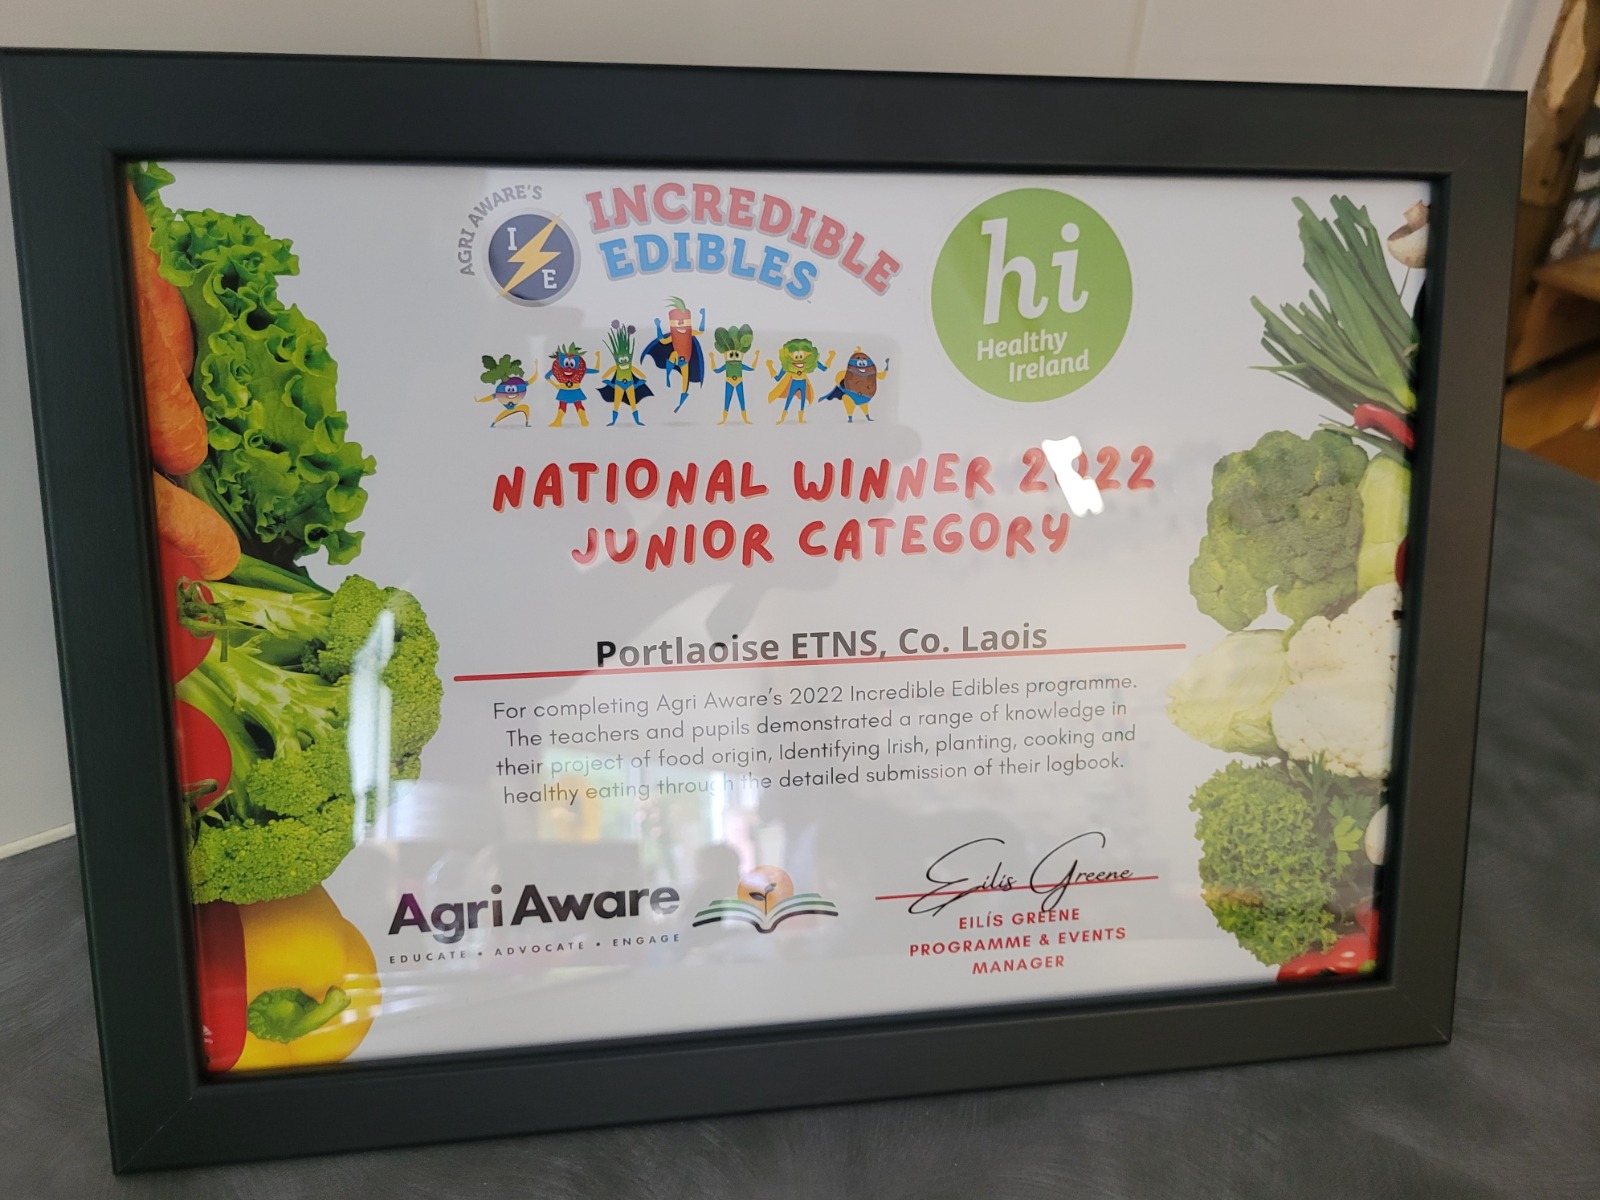 AGRI AWARE'S
I
E
INCREDIBLE
EDIBLES
hi
Healthy
Ireland
NATIONAL WINNER 2022
JUNIOR CATEGORY
Portlaoise ETNS, Co. Laois
For completing Agri Aware's 2022 Incredible Edibles programme.
The teachers and pupils demonstrated a range of knowledge in
their project of food origin, Identifying Irish, planting, cooking and
healthy eating through the detailed submission of their logbook.
Agri Aware
EDUCATE • ADVOCATE • ENGAGE
Eilís Greene
EILÍS GREENE
PROGRAMME & EVENTS
MANAGER